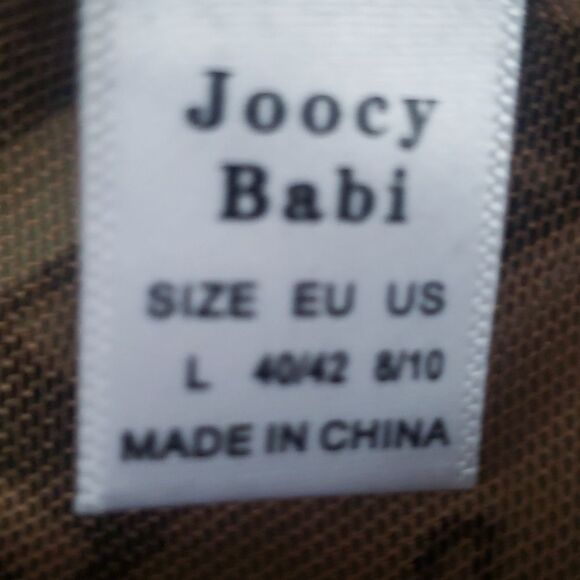 Joocy
Babi
SIZE EU US
L 40/42 8/10
MADE IN CHINA